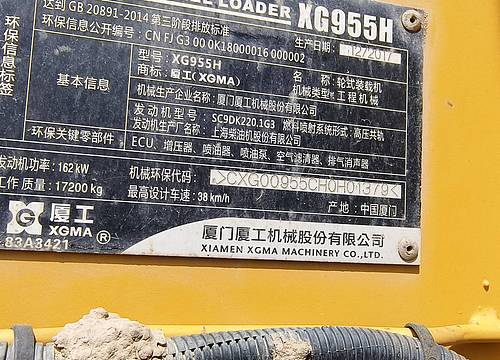 LOADER XG955H
达到 GB 20891-2014 第三阶段排放标准
环保信息公开编号：CN FJ G3 00 0K18000016 000002
生产日期：12/2017
环保信息标签
基本信息
型号：XG955H
商标：厦工(XGMA)
名称：轮式装载机
机械类型：工程机械
机械生产企业名称：厦门厦工机械股份有限公司
发动机型号：SC9DK220.1G3 燃料喷射系统形式：高压共轨
发动机生产厂名称：上海柴油机股份有限公司
环保关键零部件
ECU、增压器、喷油器、喷油泵、空气滤清器、排气消声器
发动机功率：162 kW
机械环保代码：>CXG00955CH0H01379<
工作质量：17200 kg
最高设计车速：38 km/h
产地：中国厦门
厦工
XGMA ®
83A3421
厦门厦工机械股份有限公司
XIAMEN XGMA MACHINERY CO.,LTD.